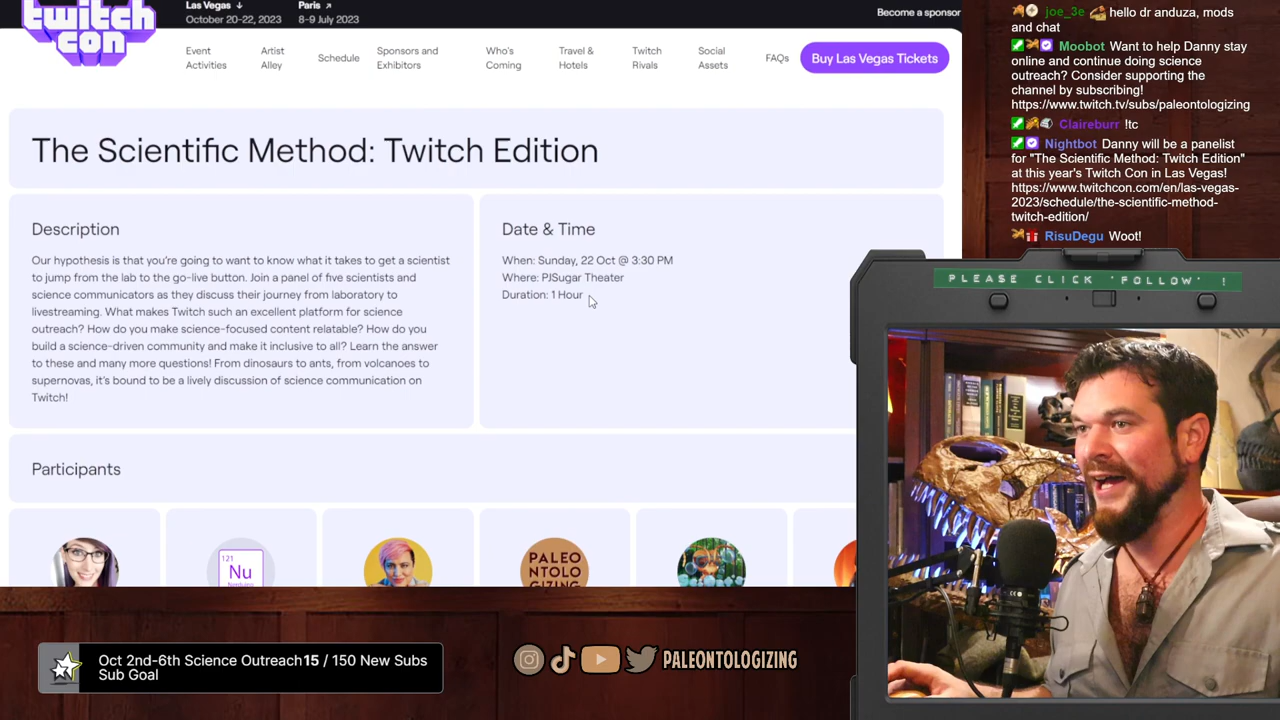 twitch
con
Las Vegas ↓
October 20-22, 2023
Paris ↗
8-9 July 2023
Become a sponsor
Event
Activities
Artist
Alley
Schedule
Sponsors and
Exhibitors
Who's
Coming
Travel &
Hotels
Twitch
Rivals
Social
Assets
FAQs
Buy Las Vegas Tickets
The Scientific Method: Twitch Edition
Description
Our hypothesis is that you're going to want to know what it takes to get a scientist
to jump from the lab to the go-live button. Join a panel of five scientists and
science communicators as they discuss their journey from laboratory to
livestreaming. What makes Twitch such an excellent platform for science
outreach? How do you make science-focused content relatable? How do you
build a science-driven community and make it inclusive to all? Learn the answer
to these and many more questions! From dinosaurs to ants, from volcanoes to
supernovas, it's bound to be a lively discussion of science communication on
Twitch!
Date & Time
When: Sunday, 22 Oct @ 3:30 PM
Where: PJSugar Theater
Duration: 1 Hour
Participants
121
Nu
PALEO
NTOLO
GIZING
joe_3e hello dr anduza, mods
and chat
Moobot Want to help Danny stay
online and continue doing science
outreach? Consider supporting the
channel by subscribing!
https://www.twitch.tv/subs/paleontologizing
Claireburr !tc
Nightbot Danny will be a panelist
for "The Scientific Method: Twitch Edition"
at this year's Twitch Con in Las Vegas!
https://www.twitchcon.com/en/las-vegas-
2023/schedule/the-scientific-method-
twitch-edition/
RisuDegu Woot!
PLEASE CLICK 'FOLLOW' !
Oct 2nd-6th Science Outreach 15 / 150 New Subs
Sub Goal
PALEONTOLOGIZING